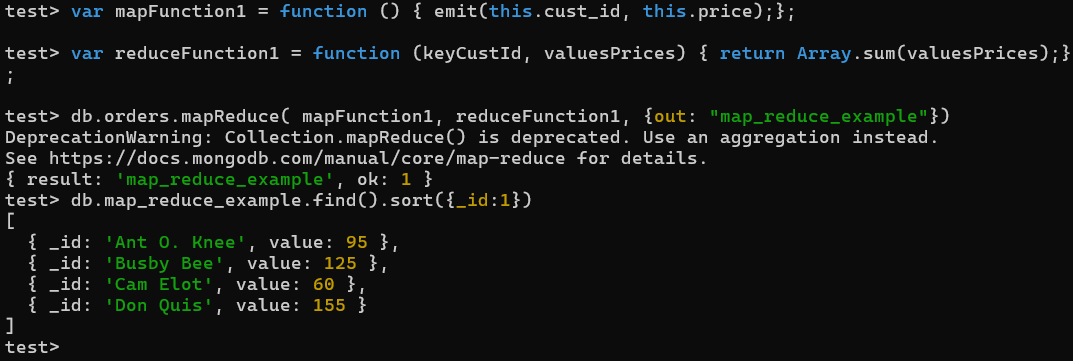 test> var mapFunction1 = function () { emit(this.cust_id, this.price);};
test> var reduceFunction1 = function (keyCustId, valuesPrices) { return Array.sum(valuesPrices);}
;
test> db.orders.mapReduce( mapFunction1, reduceFunction1, {out: "map_reduce_example"})
DeprecationWarning: Collection.mapReduce() is deprecated. Use an aggregation instead.
See https://docs.mongodb.com/manual/core/map-reduce for details.
{ result: 'map_reduce_example', ok: 1 }
test> db.map_reduce_example.find().sort({_id:1})
[
  { _id: 'Ant O. Knee', value: 95 },
  { _id: 'Busby Bee', value: 125 },
  { _id: 'Cam Elot', value: 60 },
  { _id: 'Don Quis', value: 155 }
]
test>